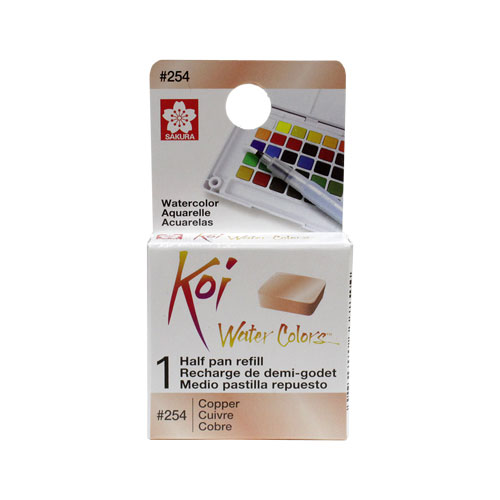 #254
SAKURA
Watercolor
Aquarelle
Acuarelas
Koi
Water Colors
1
Half pan refill
Recharge de demi-godet
Medio pastilla repuesto
#254
Copper
Cuivre
Cobre